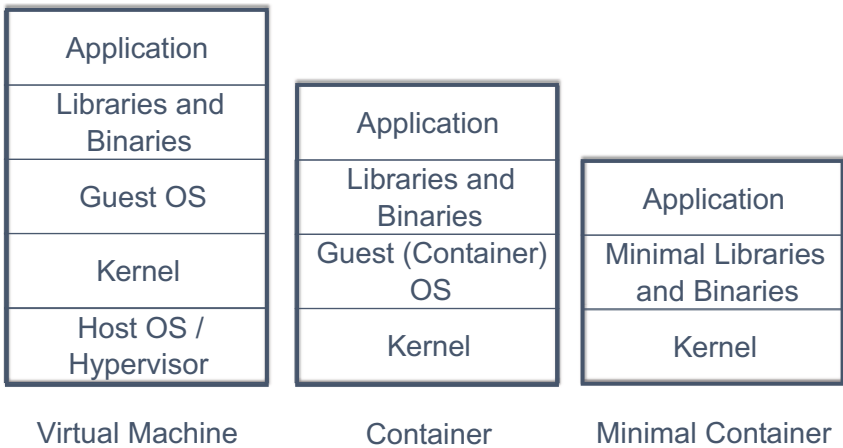 Application
Libraries and
Binaries
Guest OS
Kernel
Host OS /
Hypervisor
Virtual Machine
Application
Libraries and
Binaries
Guest (Container)
OS
Kernel
Container
Application
Minimal Libraries
and Binaries
Kernel
Minimal Container